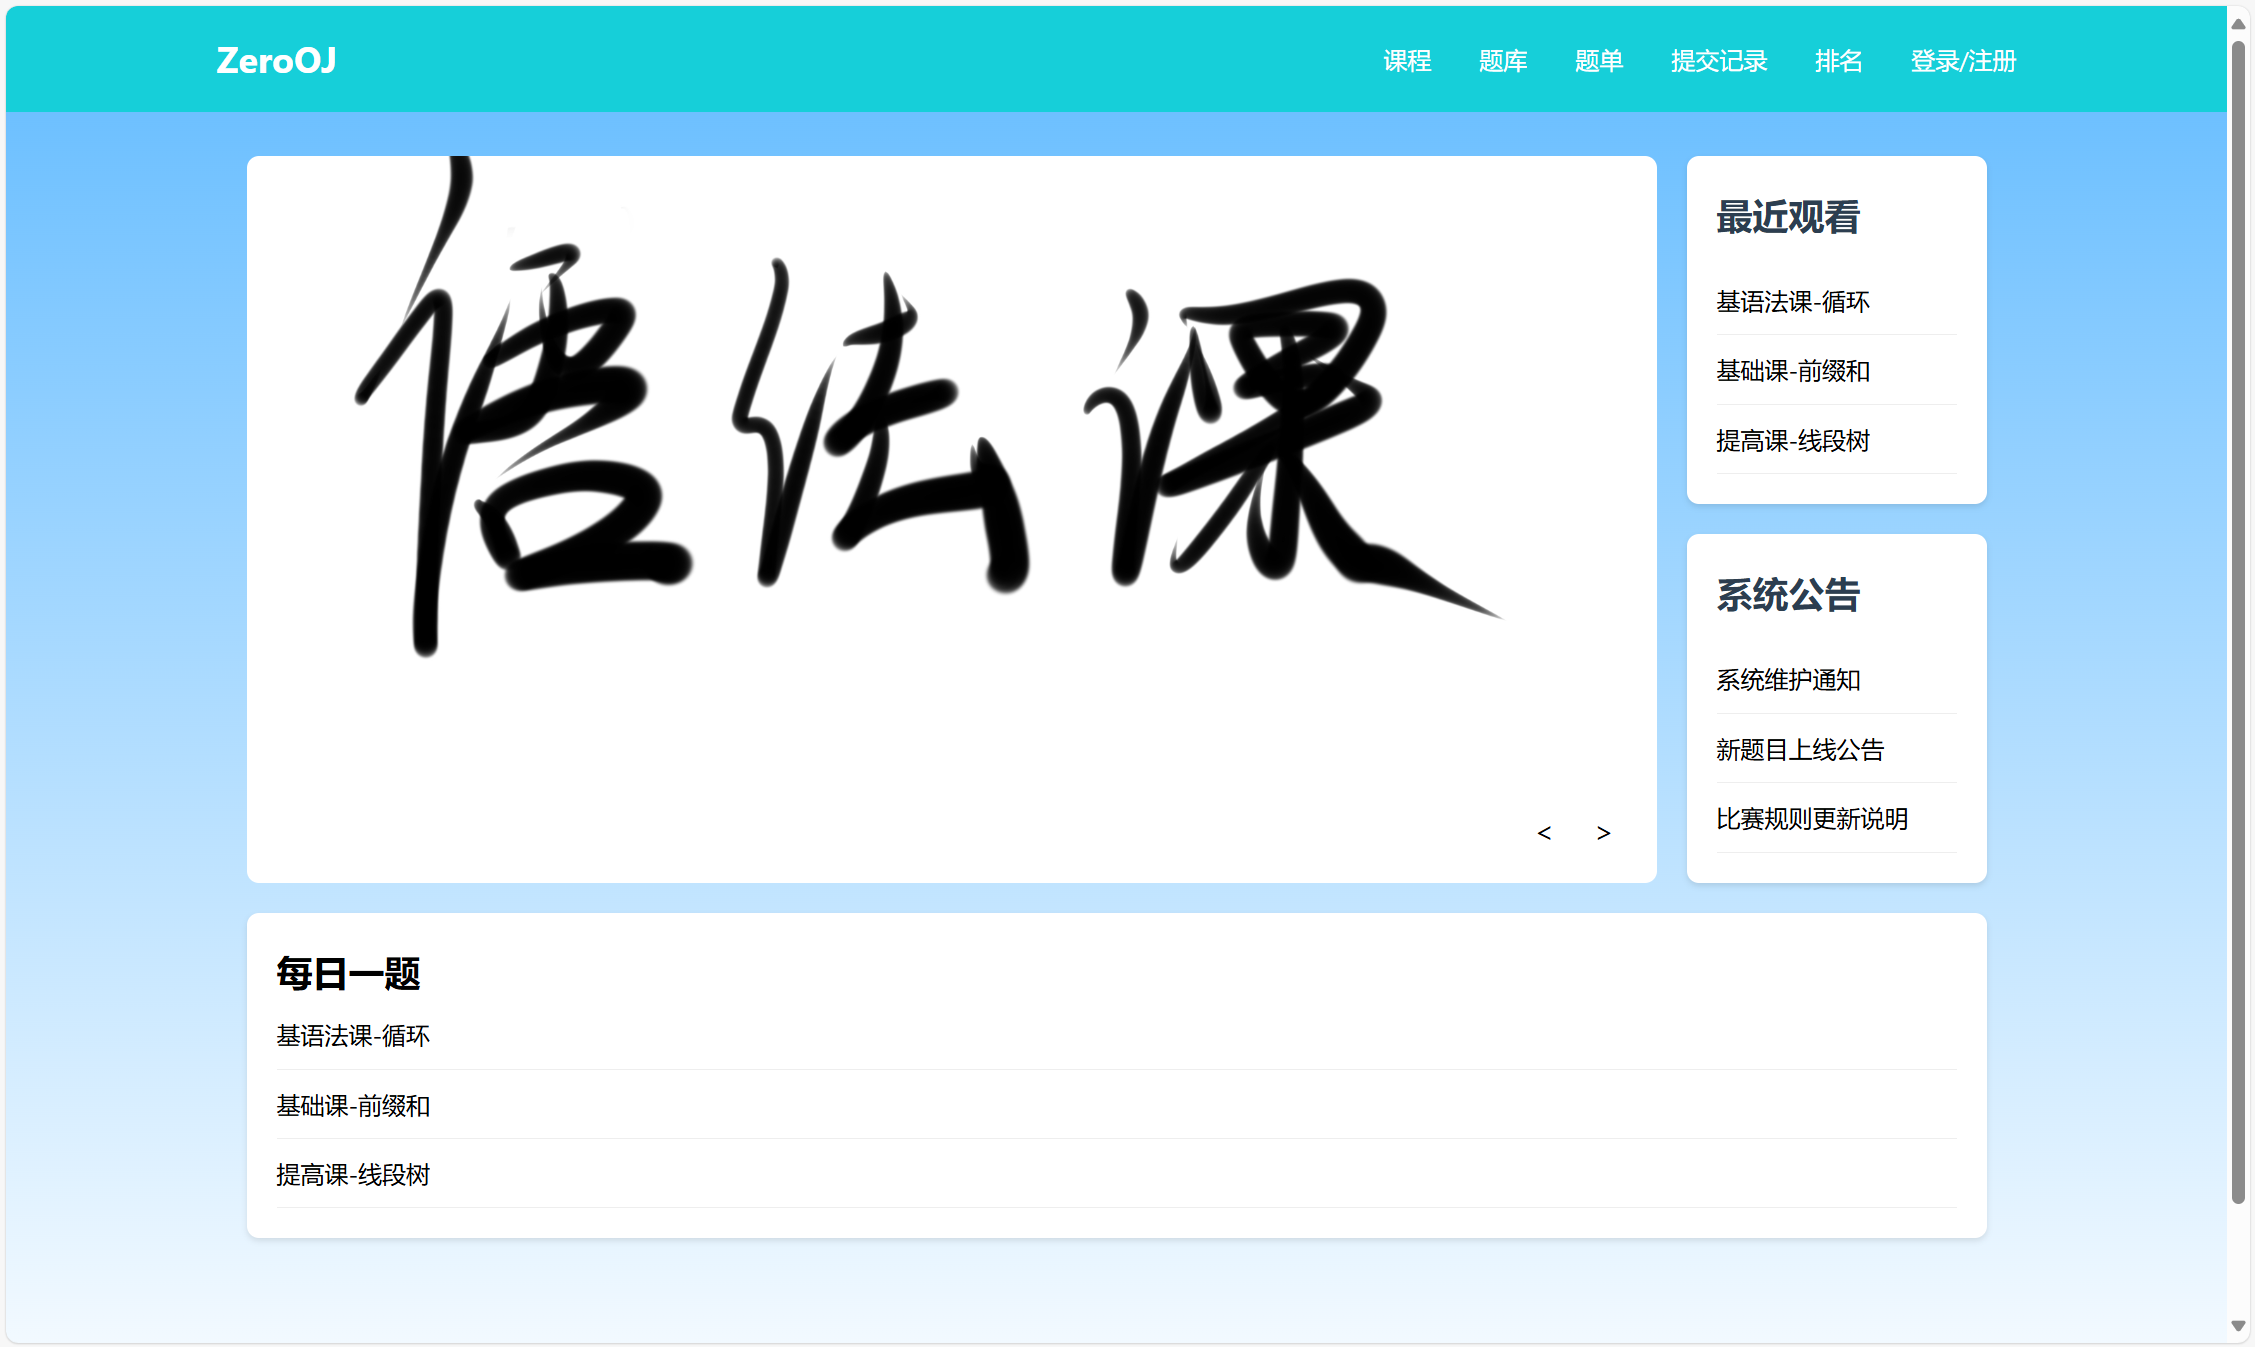 ZeroOJ
课程 题库 题单 提交记录 排名 登录/注册
语法课
< >
最近观看
基语法课-循环
基础课-前缀和
提高课-线段树
系统公告
系统维护通知
新题目上线公告
比赛规则更新说明
每日一题
基语法课-循环
基础课-前缀和
提高课-线段树